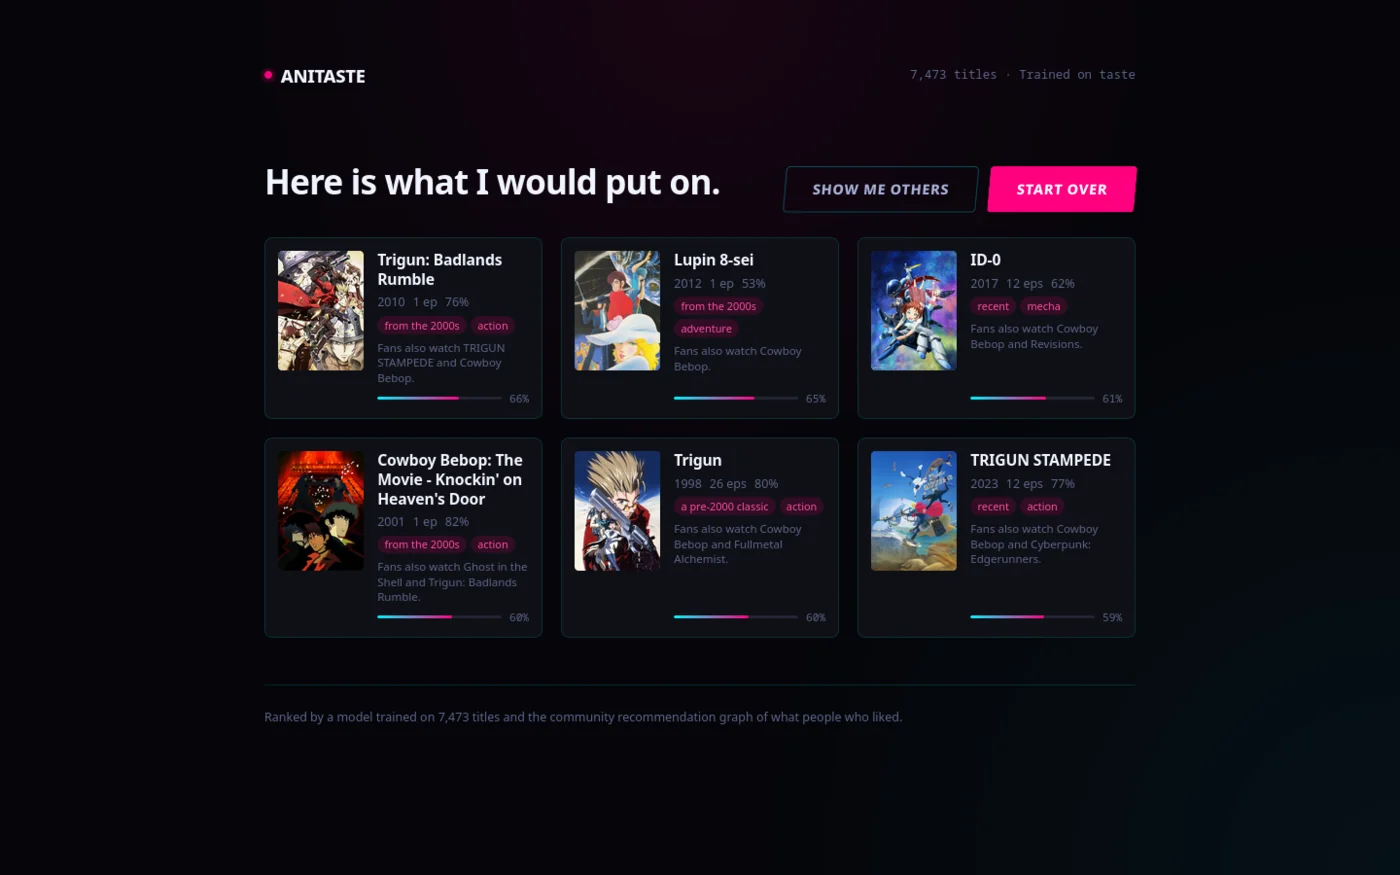 ANITASTE
7,473 titles · Trained on taste
Here is what I would put on.
SHOW ME OTHERS
START OVER
Trigun: Badlands
Rumble
2010 1 ep 76%
from the 2000s action
Fans also watch TRIGUN
STAMPEDE and Cowboy
Bebop.
66%
Lupin 8-sei
2012 1 ep 53%
from the 2000s
adventure
Fans also watch Cowboy
Bebop.
65%
ID-0
2017 12 eps 62%
recent mecha
Fans also watch Cowboy
Bebop and Revisions.
61%
Cowboy Bebop: The
Movie - Knockin' on
Heaven's Door
2001 1 ep 82%
from the 2000s action
Fans also watch Ghost in the
Shell and Trigun: Badlands
Rumble.
60%
Trigun
1998 26 eps 80%
a pre-2000 classic action
Fans also watch Cowboy
Bebop and Fullmetal
Alchemist.
60%
TRIGUN STAMPEDE
2023 12 eps 77%
recent action
Fans also watch Cowboy
Bebop and Cyberpunk:
Edgerunners.
59%
Ranked by a model trained on 7,473 titles and the community recommendation graph of what people who liked.